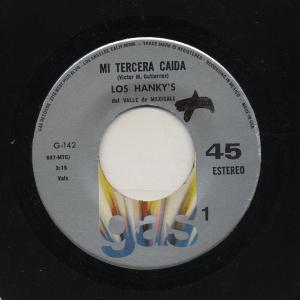 MI TERCERA CAIDA
(Victor M. Gutierrez)
LOS HANKY'S
del VALLE de MEXICALI
G-142
3:15
Vals
45
ESTEREO
gas
1